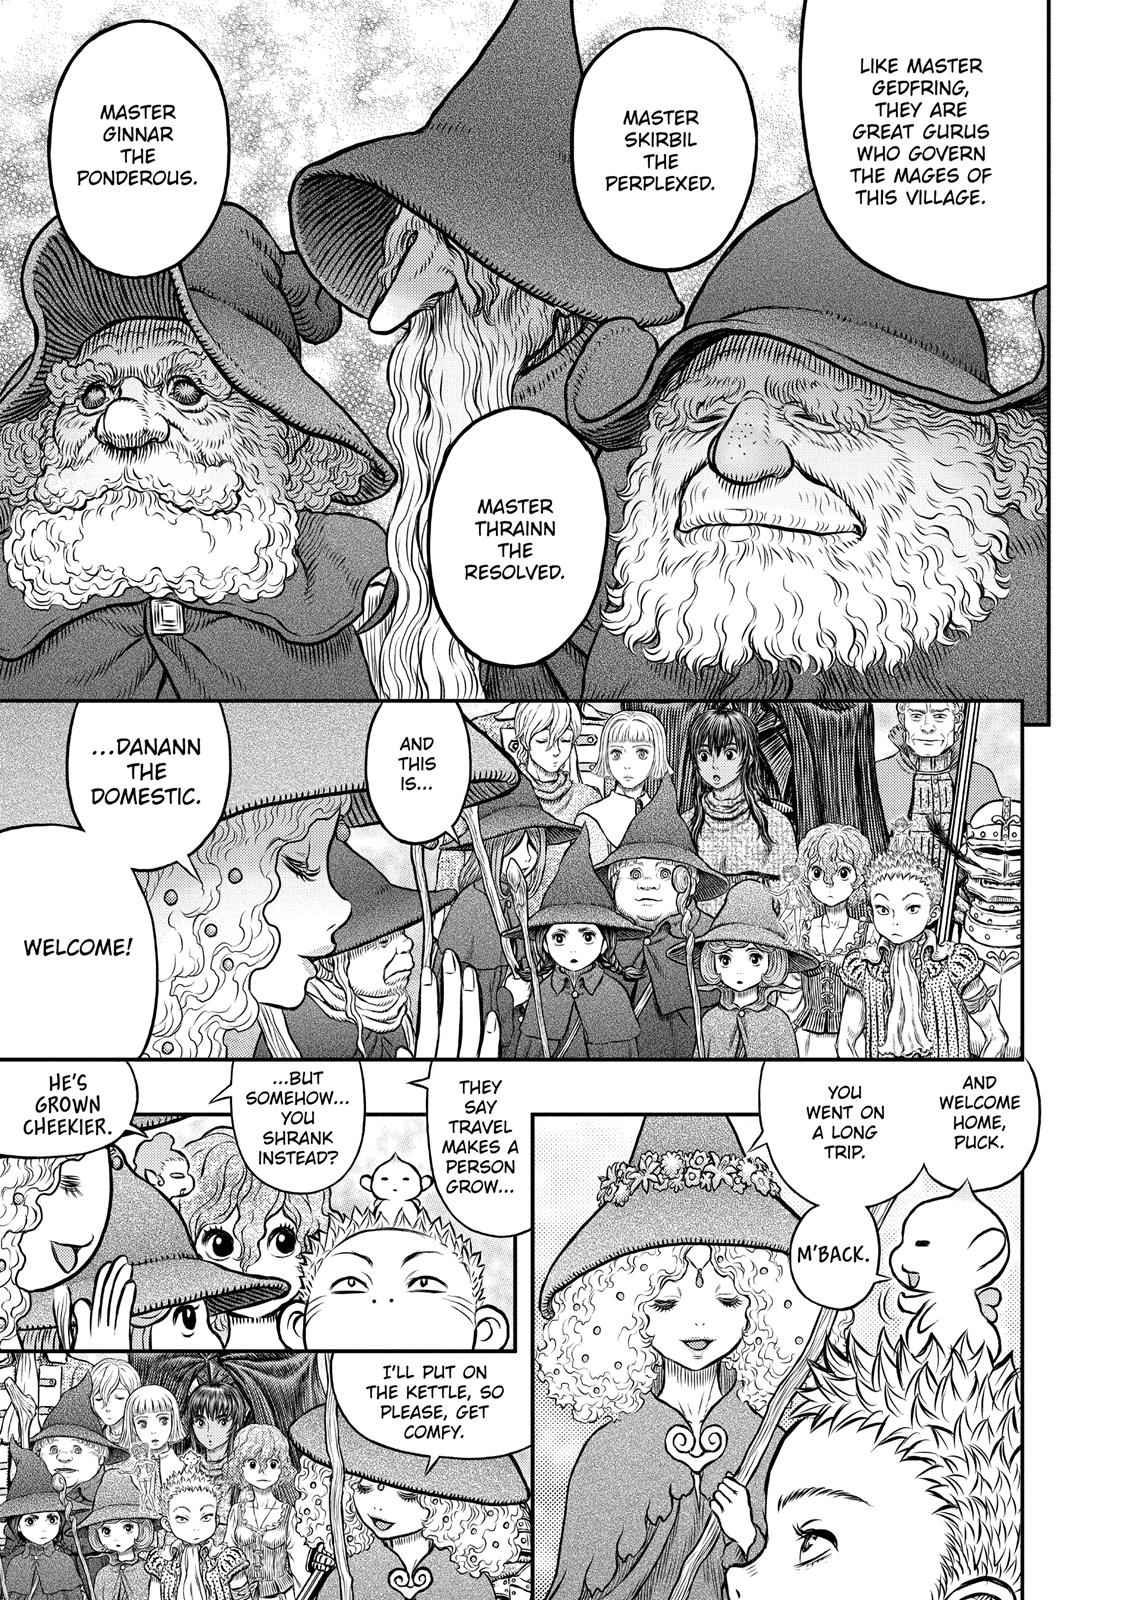 LIKE MASTER
GEDFRING,
THEY ARE
GREAT GURUS
WHO GOVERN
THE MAGES OF
THIS VILLAGE.
MASTER
SKIRBIL
THE
PERPLEXED.
MASTER
THRAINN
THE
RESOLVED.
MASTER
GINNAR
THE
PONDEROUS.
AND
THIS
IS...
...DANANN
THE
DOMESTIC.
WELCOME!
AND
WELCOME
HOME,
PUCK.
YOU
WENT ON
A LONG
TRIP.
M'BACK.
THEY
SAY
TRAVEL
MAKES A
PERSON
GROW...
...BUT
SOMEHOW...
YOU
SHRANK
INSTEAD?
HE'S
GROWN
CHEEKIER.
I'LL PUT ON
THE KETTLE, SO
PLEASE, GET
COMFY.